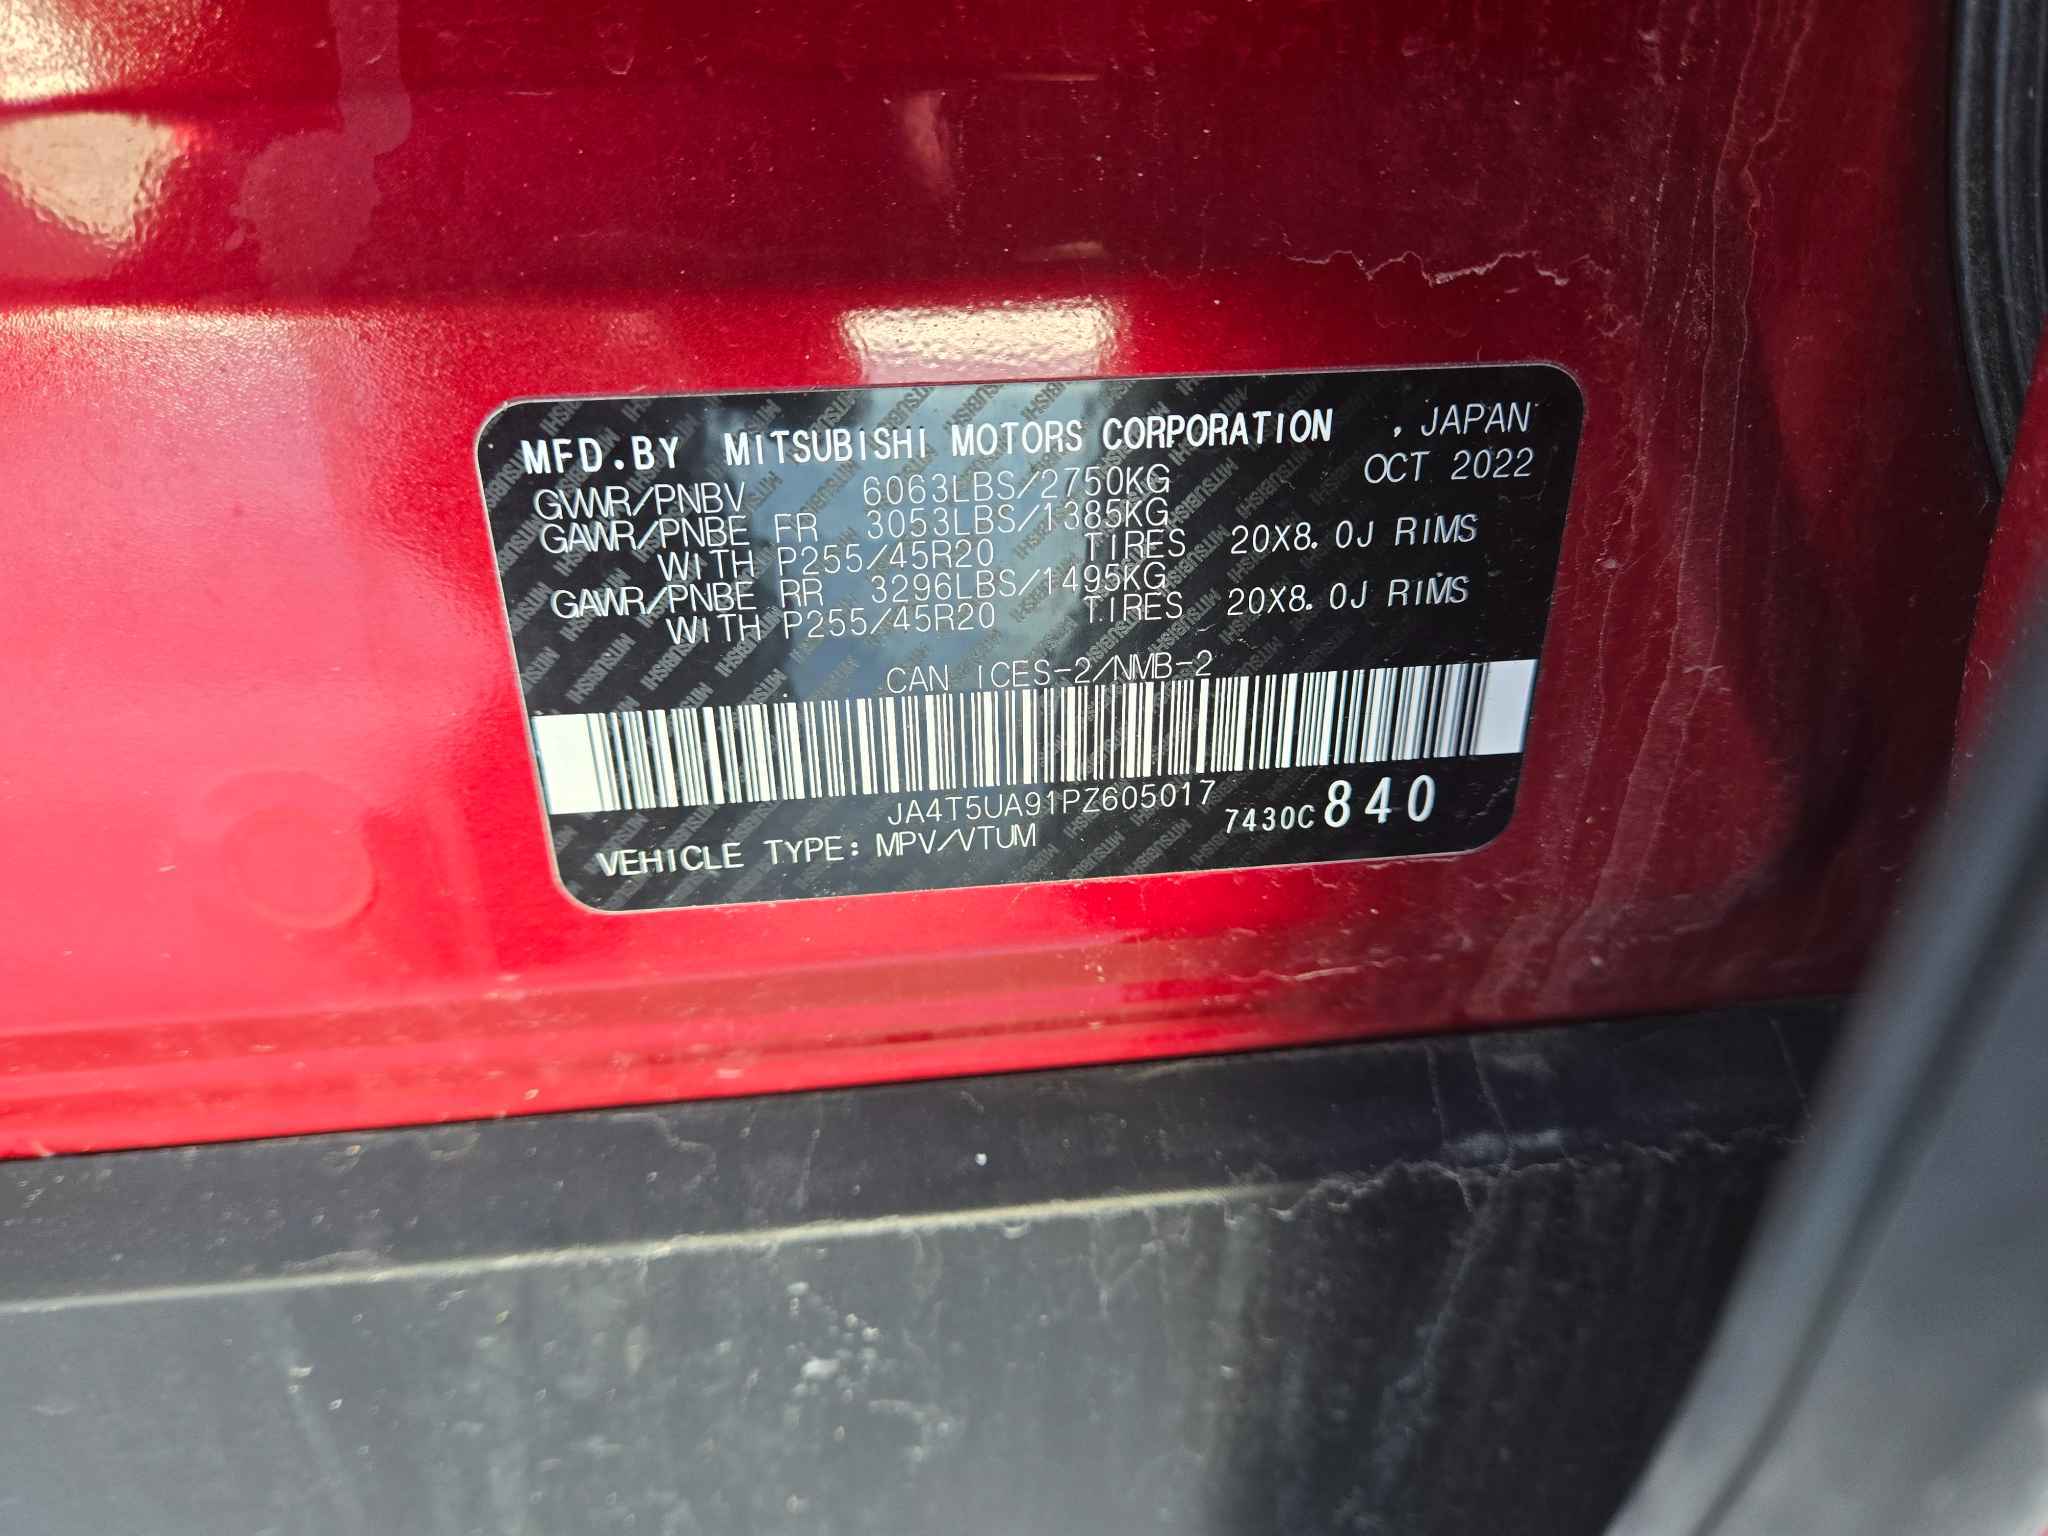 MFD.BY MITSUBISHI MOTORS CORPORATION , JAPAN
OCT 2022
GVWR/PNBV 6063LBS/2750KG
GAWR/PNBE FR 3053LBS/1385KG
WITH P255/45R20 TIRES 20X8.0J RIMS
GAWR/PNBE RR 3296LBS/1495KG
WITH P255/45R20 TIRES 20X8.0J RIMS
CAN ICES-2/NMB-2
JA4T5UA91PZ605017
7430C 840
VEHICLE TYPE: MPV/VTUM